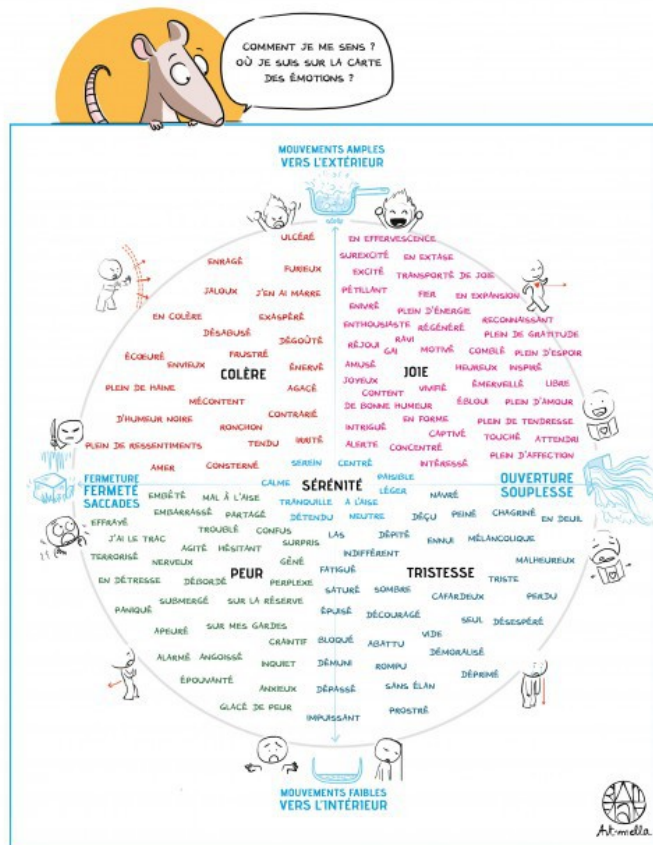 COMMENT JE ME SENS ?
OÙ JE SUIS SUR LA CARTE
DES ÉMOTIONS ?
MOUVEMENTS AMPLES
VERS L'EXTÉRIEUR
ULCÉRÉ
ENRAGÉ
FURIEUX
JALOUX
J'EN AI MARRE
EN COLÈRE
EXASPÉRÉ
DÉSABUSÉ
DÉGOÛTÉ
ÉCOEURÉ
FRUSTRÉ
ENVIEUX
ÉNERVÉ
COLÈRE
PLEIN DE HAINE
AGACÉ
MÉCONTENT
D'HUMEUR NOIRE
CONTRARIÉ
RONCHON
PLEIN DE RESSENTIMENTS
TENDU
IRRITÉ
AMER
CONSTERNÉ
EN EFFERVESCENCE
SUREXCITÉ
EN EXTASE
EXCITÉ
TRANSPORTÉ DE JOIE
PÉTILLANT
FIER
EN EXPANSION
ENIVRÉ
PLEIN D'ÉNERGIE
RECONNAISSANT
ENTHOUSIASTE
RÉGÉNÉRÉ
PLEIN DE GRATITUDE
RÉJOUI
RAVI
GAI
MOTIVÉ
COMBLÉ
PLEIN D'ESPOIR
AMUSÉ
JOIE
HEUREUX
INSPIRÉ
JOYEUX
CONTENT
VIVIFIÉ
ÉMERVEILLÉ
LIBRE
DE BONNE HUMEUR
ÉBLOUI
PLEIN D'AMOUR
INTRIGUÉ
EN FORME
PLEIN DE TENDRESSE
CAPTIVÉ
TOUCHÉ
ATTENDRI
ALERTE
CONCENTRÉ
INTÉRESSÉ
PLEIN D'AFFECTION
FERMETURE
FERMETÉ
SACCADES
SEREIN
CENTRÉ
CALME
SÉRÉNITÉ
PAISIBLE
LÉGER
TRANQUILLE
À L'AISE
DÉTENDU
NEUTRE
OUVERTURE
SOUPLESSE
EMBÊTÉ
MAL À L'AISE
EFFRAYÉ
EMBARRASSÉ
PARTAGÉ
J'AI LE TRAC
TROUBLÉ
CONFUS
TERRORISÉ
AGITÉ
HÉSITANT
SURPRIS
NERVEUX
GÊNÉ
EN DÉTRESSE
DÉBORDÉ
PEUR
PERPLEXE
PANIQUÉ
SUBMERGÉ
SUR LA RÉSERVE
APEURÉ
SUR MES GARDES
CRAINTIF
ALARMÉ
ANGOISSÉ
INQUIET
ÉPOUVANTÉ
ANXIEUX
GLACÉ DE PEUR
NAVRÉ
DÉÇU
PEINÉ
CHAGRINÉ
EN DEUIL
LAS
DÉPITÉ
ENNUI
MÉLANCOLIQUE
INDIFFÉRENT
MALHEUREUX
FATIGUÉ
TRISTESSE
TRISTE
SATURÉ
SOMBRE
CAFARDEUX
PERDU
ÉPUISÉ
DÉCOURAGÉ
SEUL
DÉSESPÉRÉ
BLOQUÉ
ABATTU
VIDE
DÉMORALISÉ
DÉMUNI
ROMPU
DÉPRIMÉ
DÉPASSÉ
SANS ÉLAN
IMPUISSANT
PROSTRÉ
MOUVEMENTS FAIBLES
VERS L'INTÉRIEUR
Art-mella